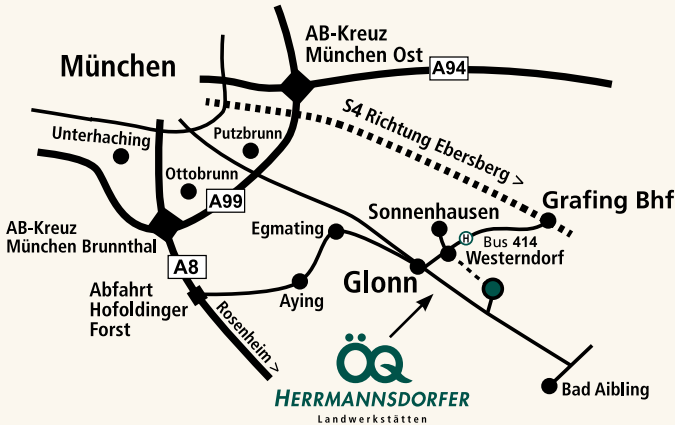 AB-Kreuz
München Ost
München
A94
S4 Richtung Ebersberg >
Unterhaching
Putzbrunn
Ottobrunn
A99
Sonnenhausen
Grafing Bhf
AB-Kreuz
München Brunnthal
Egmating
H
Bus 414
Westerndorf
A8
Glonn
Abfahrt
Hofoldinger
Forst
Aying
Rosenheim >
ÖQ
HERRMANNSDORFER
Landwerkstätten
Bad Aibling